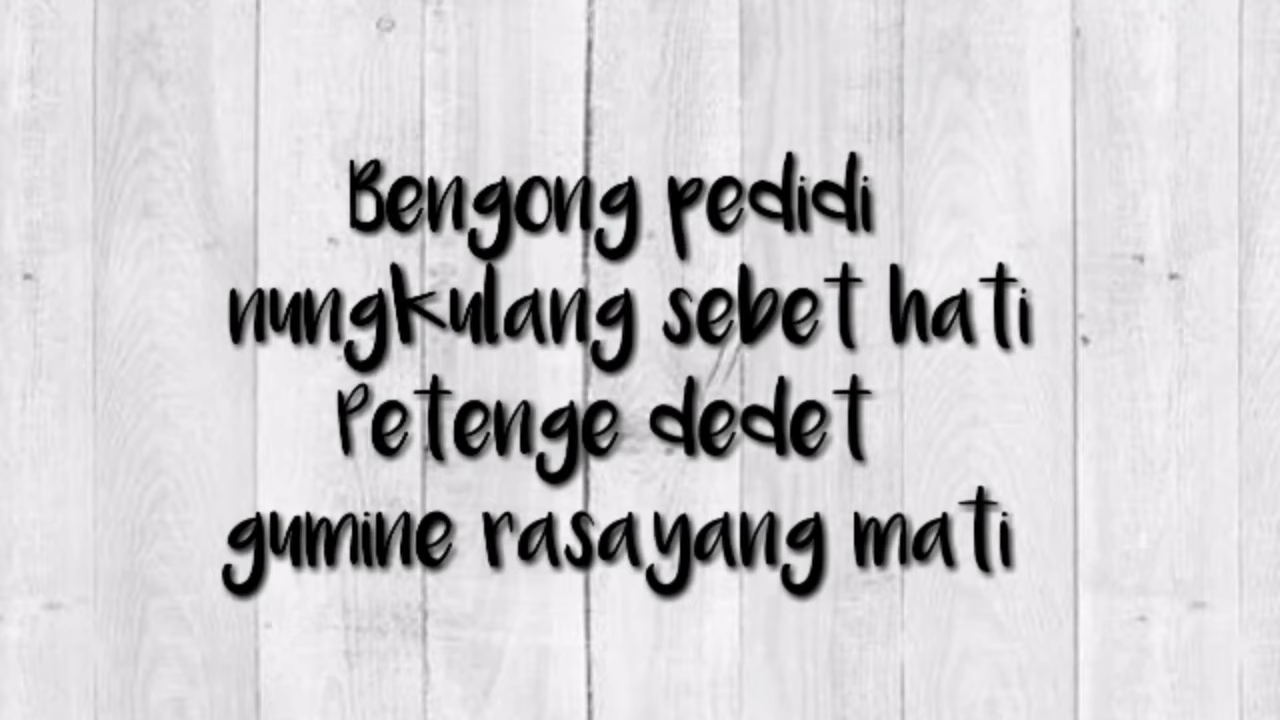 Bengong pedidi
nungkulang sebet hati
Petenge dedet
gumine rasayang mati